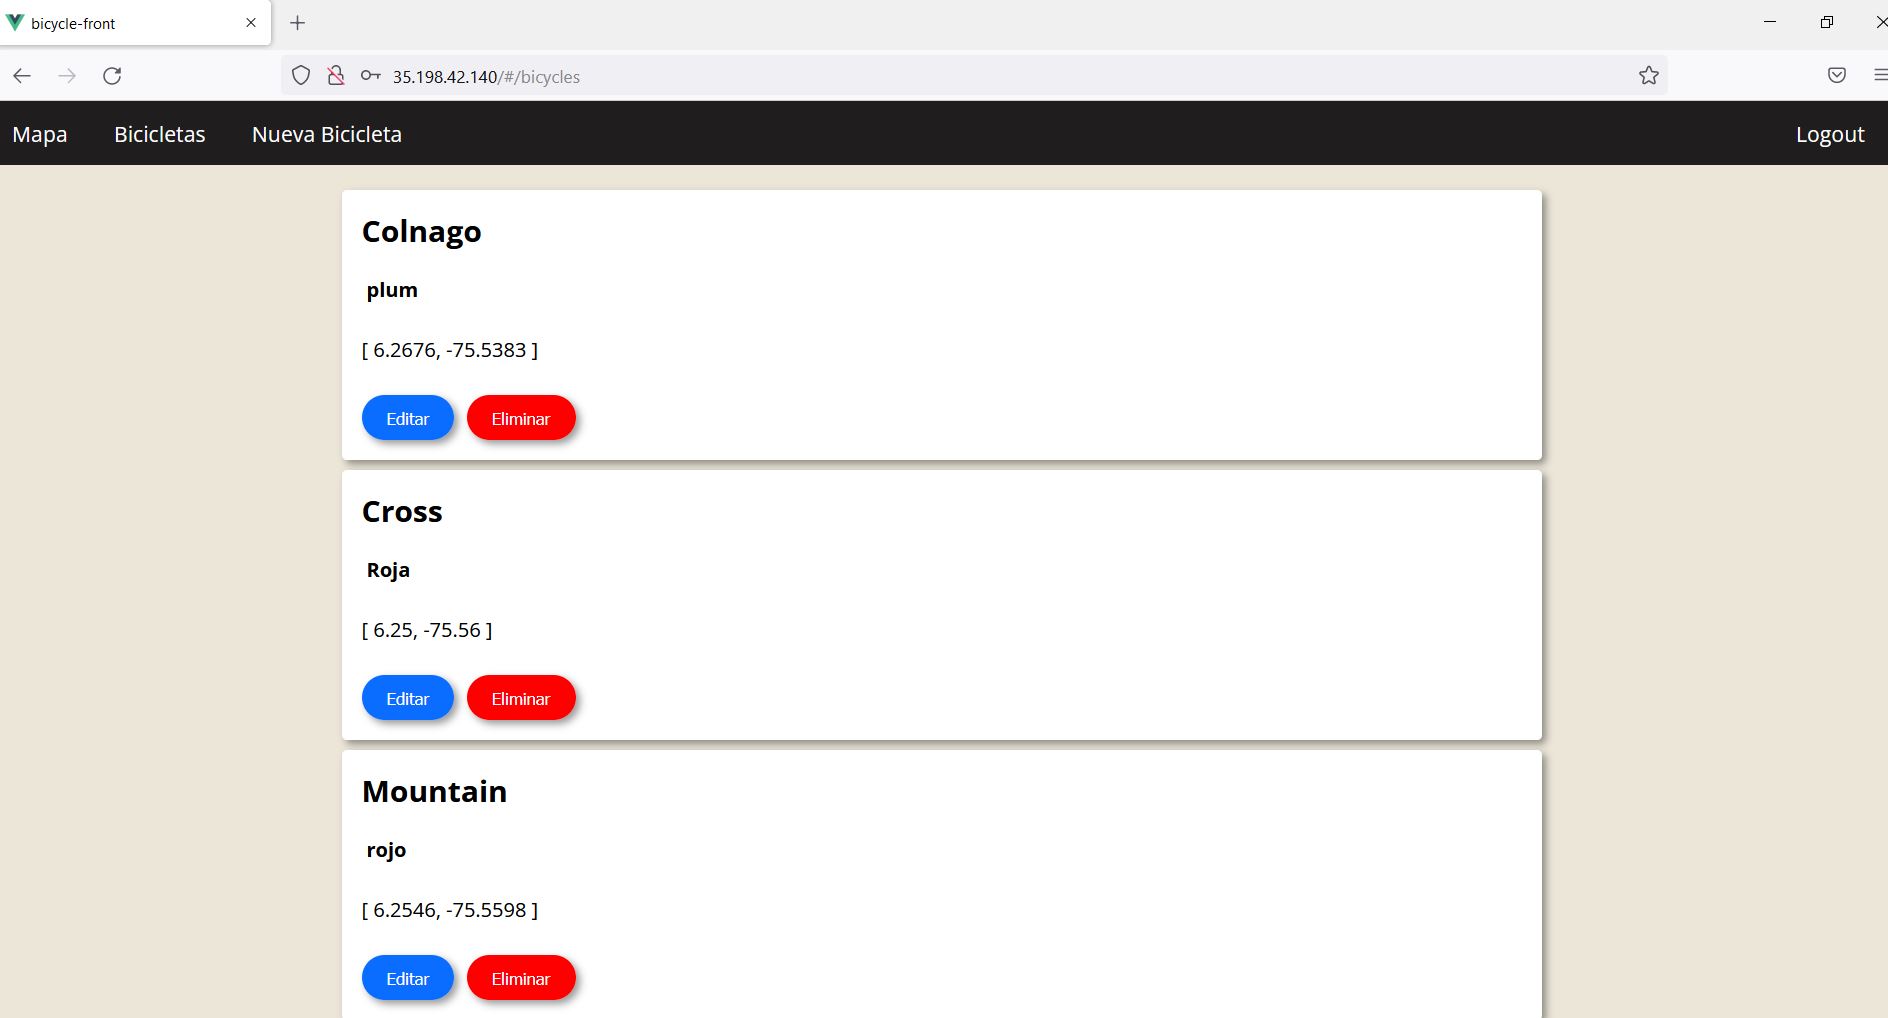 bicycle-front
35.198.42.140/#/bicycles
Mapa Bicicletas Nueva Bicicleta Logout
Colnago
plum
[ 6.2676, -75.5383 ]
Editar Eliminar
Cross
Roja
[ 6.25, -75.56 ]
Editar Eliminar
Mountain
rojo
[ 6.2546, -75.5598 ]
Editar Eliminar